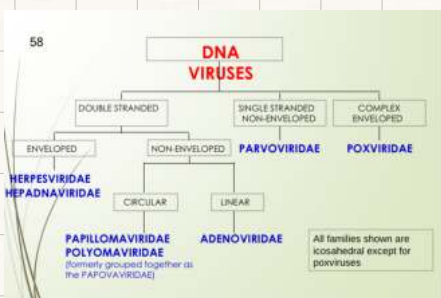 58
DNA
VIRUSES
DOUBLE STRANDED
SINGLE STRANDED
NON-ENVELOPED
COMPLEX
ENVELOPED
ENVELOPED
NON-ENVELOPED
PARVOVIRIDAE
POXVIRIDAE
HERPESVIRIDAE
HEPADNAVIRIDAE
CIRCULAR
LINEAR
PAPILLOMAVIRIDAE
POLYOMAVIRIDAE
(formerly grouped together as
the PAPOVAVIRIDAE)
ADENOVIRIDAE
All families shown are
icosahedral except for
poxviruses